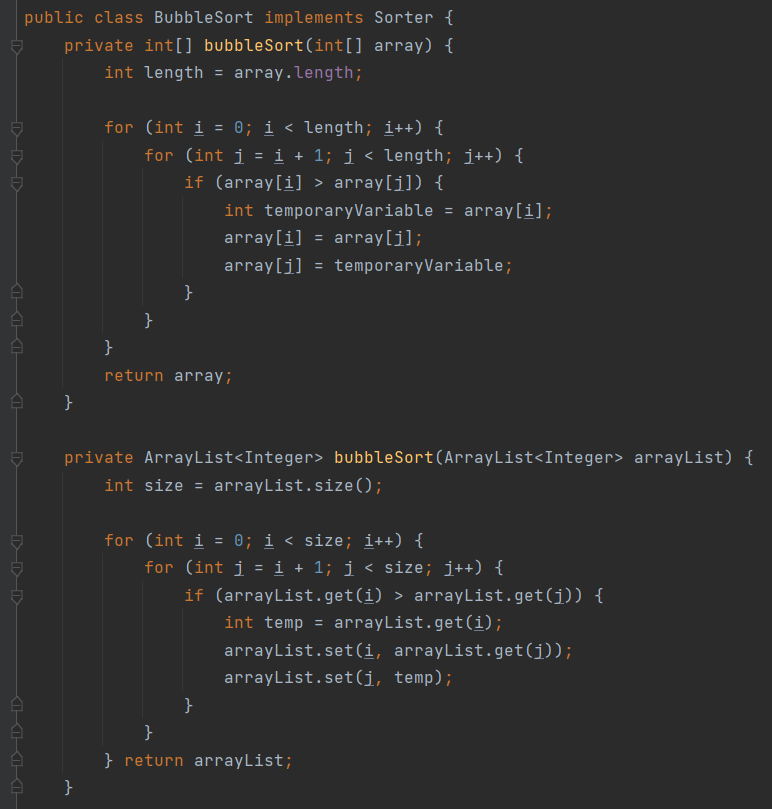 public class BubbleSort implements Sorter {
    private int[] bubbleSort(int[] array) {
        int length = array.length;

        for (int i = 0; i < length; i++) {
            for (int j = i + 1; j < length; j++) {
                if (array[i] > array[j]) {
                    int temporaryVariable = array[i];
                    array[i] = array[j];
                    array[j] = temporaryVariable;
                }
            }
        }
        return array;
    }

    private ArrayList<Integer> bubbleSort(ArrayList<Integer> arrayList) {
        int size = arrayList.size();

        for (int i = 0; i < size; i++) {
            for (int j = i + 1; j < size; j++) {
                if (arrayList.get(i) > arrayList.get(j)) {
                    int temp = arrayList.get(i);
                    arrayList.set(i, arrayList.get(j));
                    arrayList.set(j, temp);
                }
            }
        } return arrayList;
    }